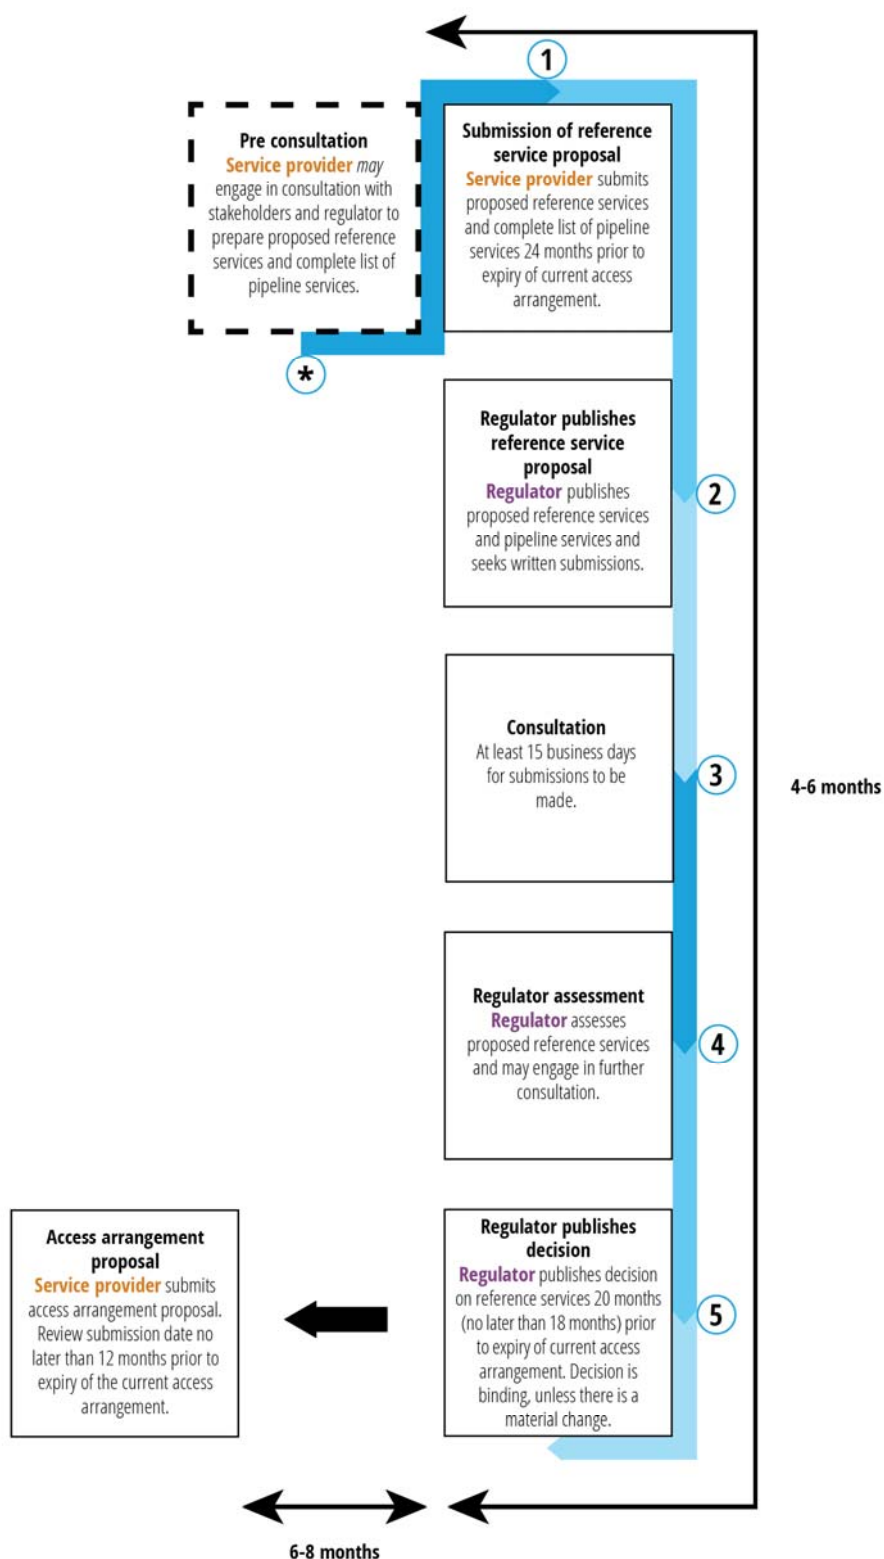 1
Pre consultation
Service provider may
engage in consultation with
stakeholders and regulator to
prepare proposed reference
services and complete list of
pipeline services.
*
Submission of reference
service proposal
Service provider submits
proposed reference services
and complete list of pipeline
services 24 months prior to
expiry of current access
arrangement.
Regulator publishes
reference service
proposal
Regulator publishes
proposed reference services
and pipeline services and
seeks written submissions.
2
Consultation
At least 15 business days
for submissions to be
made.
3
4-6 months
Regulator assessment
Regulator assesses
proposed reference services
and may engage in further
consultation.
4
Regulator publishes
decision
Regulator publishes decision
on reference services 20 months
(no later than 18 months) prior
to expiry of current access
arrangement. Decision is
binding, unless there is a
material change.
5
Access arrangement
proposal
Service provider submits
access arrangement proposal.
Review submission date no
later than 12 months prior to
expiry of the current access
arrangement.
6-8 months